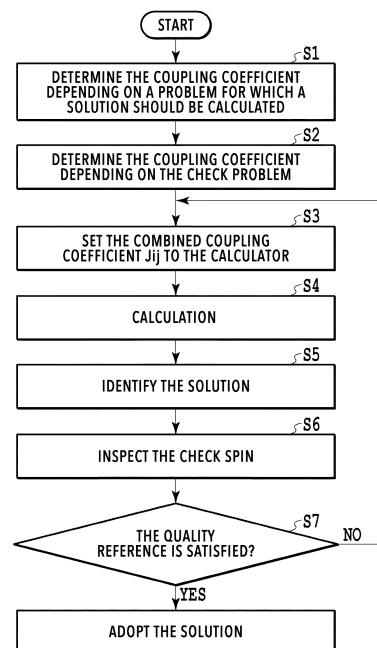 START
S1
DETERMINE THE COUPLING COEFFICIENT
DEPENDING ON A PROBLEM FOR WHICH A
SOLUTION SHOULD BE CALCULATED
S2
DETERMINE THE COUPLING COEFFICIENT
DEPENDING ON THE CHECK PROBLEM
S3
SET THE COMBINED COUPLING
COEFFICIENT Jij TO THE CALCULATOR
S4
CALCULATION
S5
IDENTIFY THE SOLUTION
S6
INSPECT THE CHECK SPIN
S7
THE QUALITY
REFERENCE IS SATISFIED?
NO
YES
ADOPT THE SOLUTION